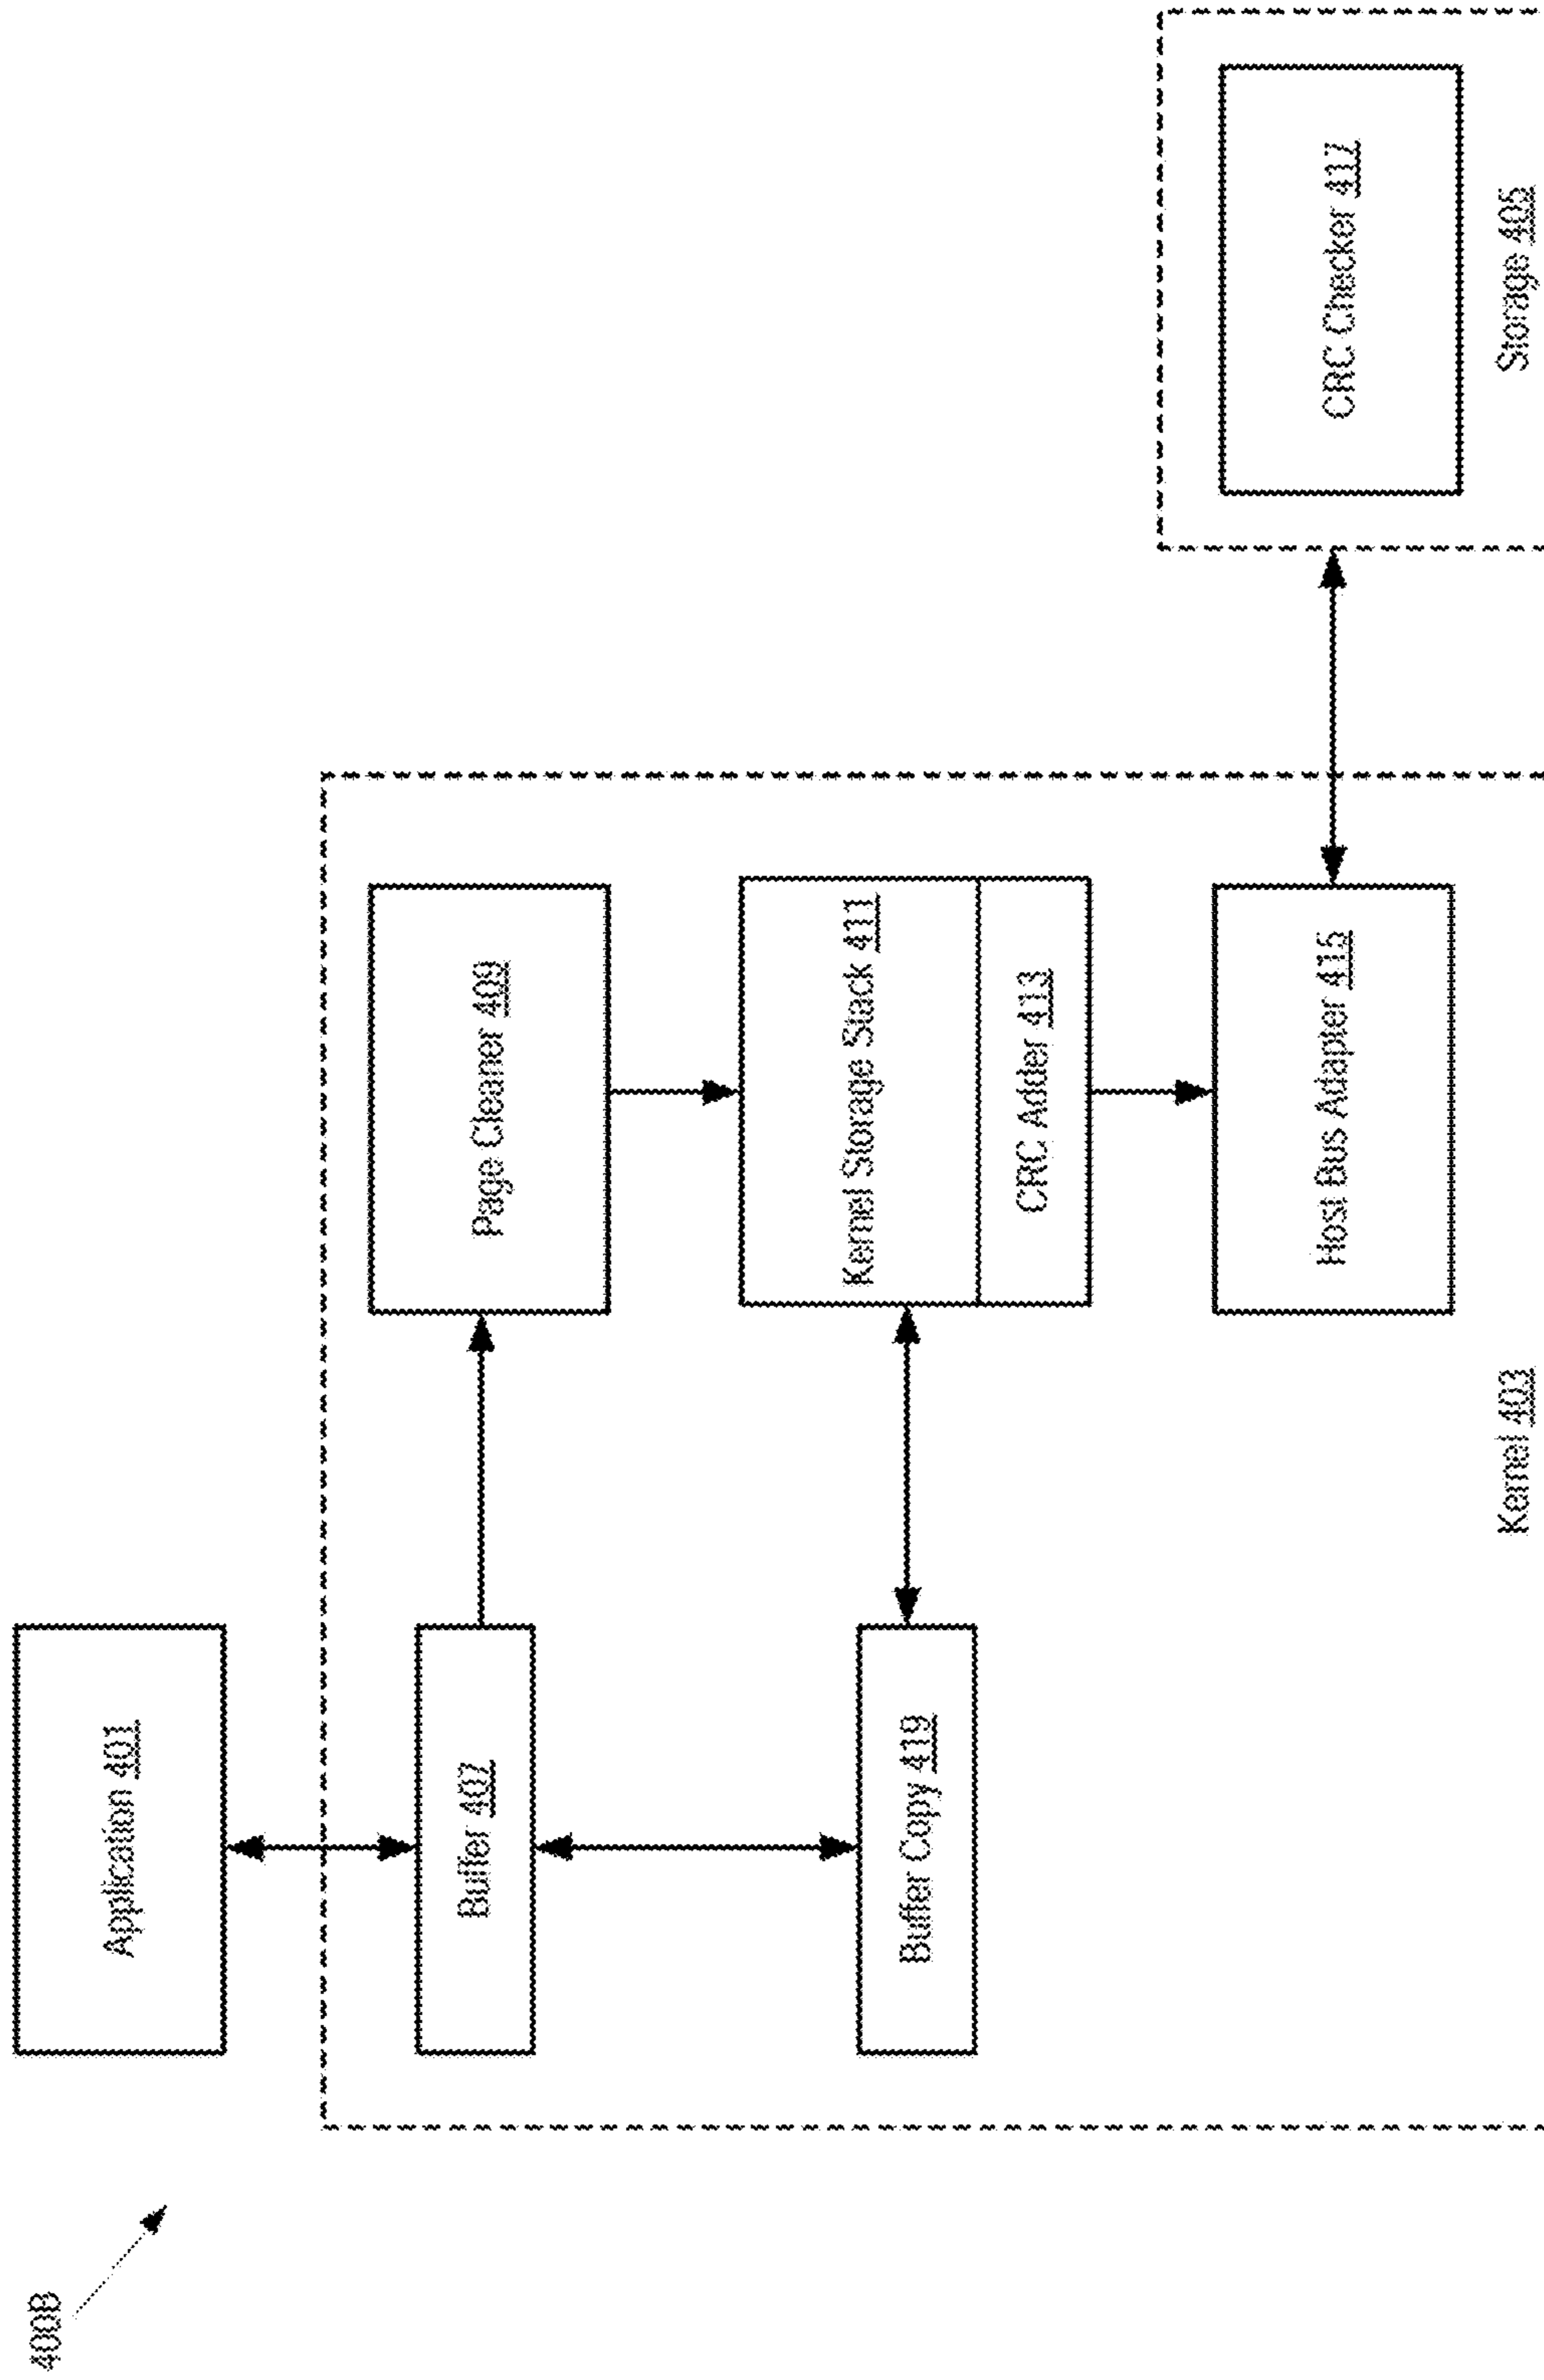 400B
Application 401
Buffer 407
Page Cleaner 409
Buffer Copy 419
Kernel Storage Stack 411
CRC Adder 413
Host Bus Adapter 415
CRC Checker 417
Kernel 403
Storage 405